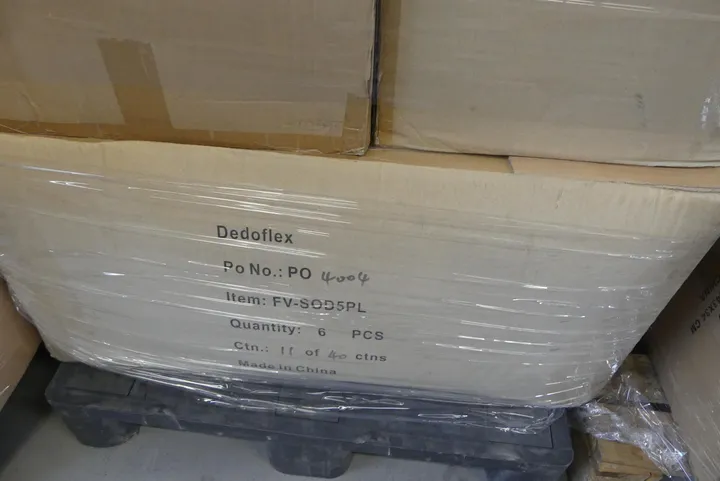 Dedoflex
Po No.: PO 4004
Item: FV-SOD5PL
Quantity: 6 PCS
Ctn.: 11 of 40 ctns
Made in China